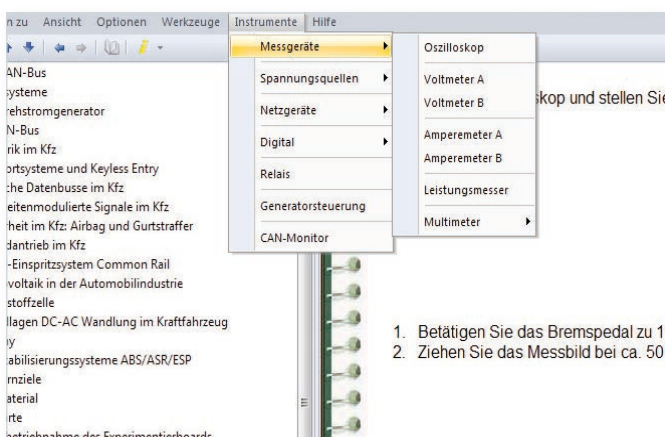 n zu Ansicht Optionen Werkzeuge Instrumente Hilfe
AN-Bus
systeme
rehstromgenerator
N-Bus
rik im Kfz
ortsysteme und Keyless Entry
che Datenbusse im Kfz
eitenmodulierte Signale im Kfz
heit im Kfz: Airbag und Gurtstraffer
dantrieb im Kfz
-Einspritzsystem Common Rail
voltaik in der Automobilindustrie
stoffzelle
llagen DC-AC Wandlung im Kraftfahrzeug
y
abilisierungssysteme ABS/ASR/ESP
rnziele
aterial
rte
etriebnahme des Experimentierboards
Messgeräte
Spannungsquellen
Netzgeräte
Digital
Relais
Generatorsteuerung
CAN-Monitor
Oszilloskop
Voltmeter A
Voltmeter B
Amperemeter A
Amperemeter B
Leistungsmesser
Multimeter
skop und stellen Sie
1. Betätigen Sie das Bremspedal zu 1
2. Ziehen Sie das Messbild bei ca. 50